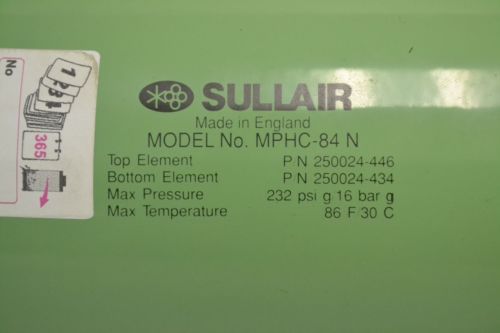 SULLAIR
Made in England
MODEL No. MPHC-84 N
Top Element P N 250024-446
Bottom Element P N 250024-434
Max Pressure 232 psi g 16 bar g
Max Temperature 86 F 30 C
No
1 2 3 4
365